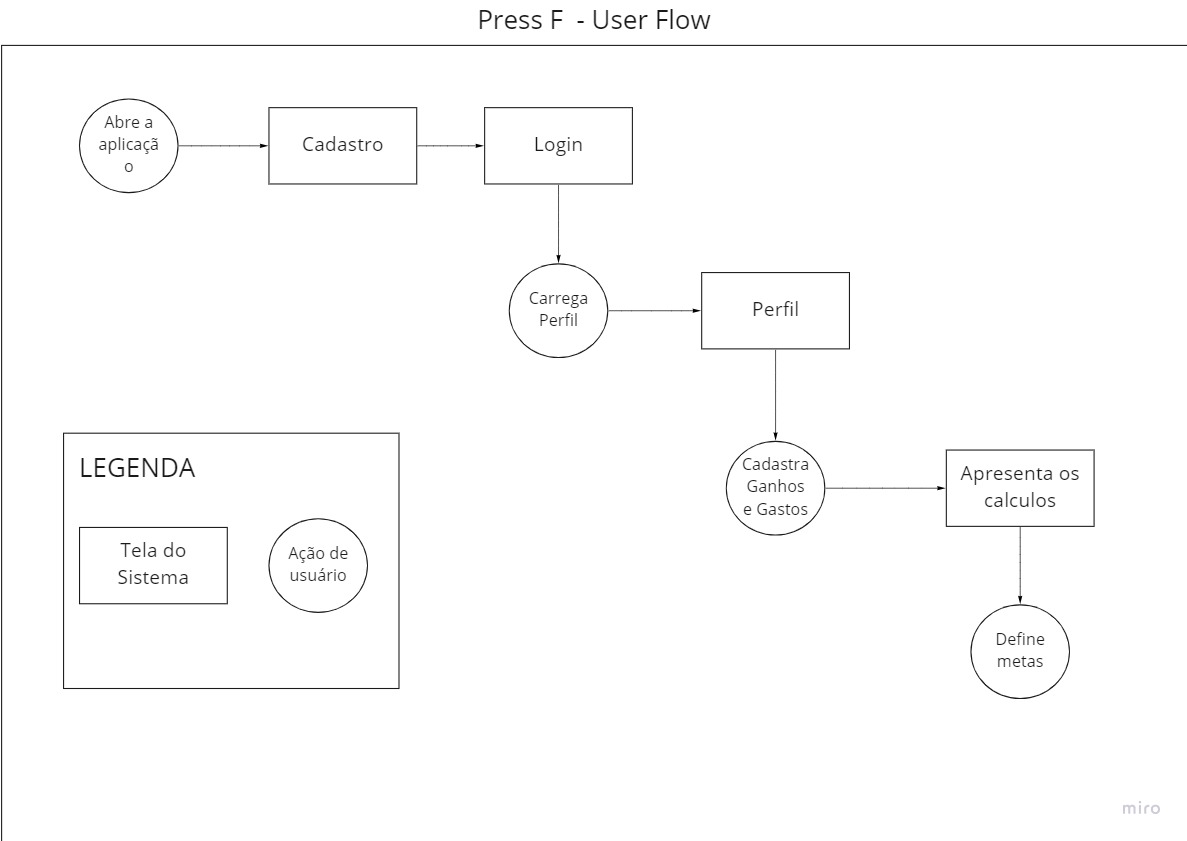 Press F - User Flow
Abre a
aplicaçã
o
Cadastro
Login
Carrega
Perfil
Perfil
Cadastra
Ganhos
e Gastos
Apresenta os
calculos
Define
metas
LEGENDA
Tela do
Sistema
Ação de
usuário
miro